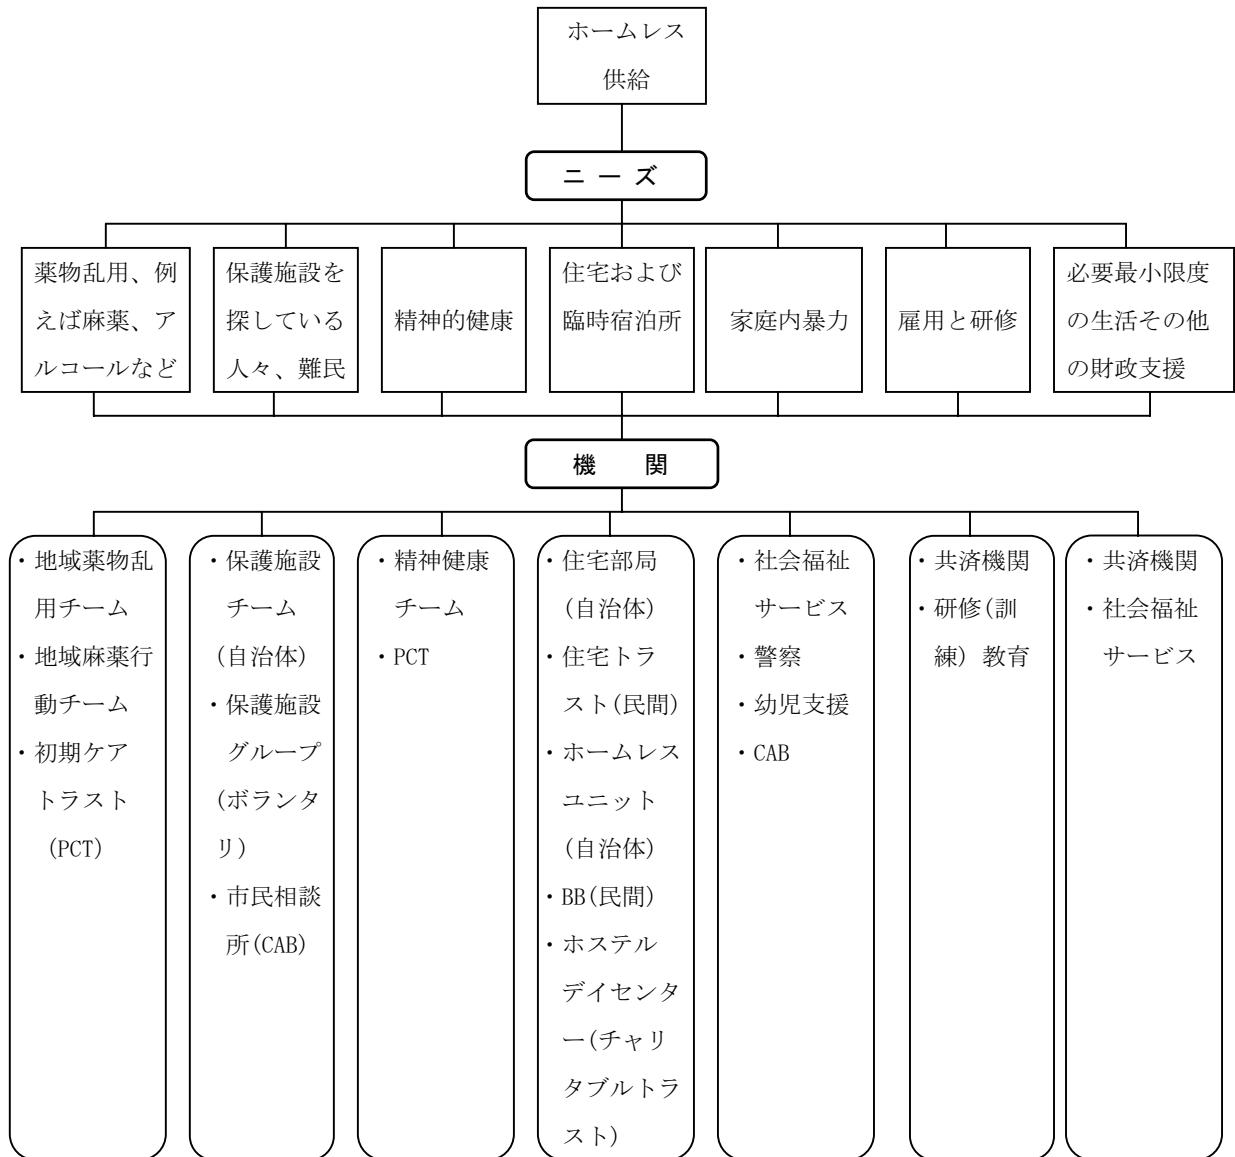 ホームレス
供給
ニ ー ズ
薬物乱用、例
えば麻薬、ア
ルコールなど
保護施設を
探している
人々、難民
精神的健康
住宅および
臨時宿泊所
家庭内暴力
雇用と研修
必要最小限度
の生活その他
の財政支援
機　　関
・地域薬物乱
用チーム
・地域麻薬行
動チーム
・初期ケア
トラスト
(PCT)
・保護施設
チーム
(自治体)
・保護施設
グループ
(ボランタ
リ)
・市民相談
所(CAB)
・精神健康
チーム
・PCT
・住宅部局
(自治体)
・住宅トラ
スト(民間)
・ホームレス
ユニット
(自治体)
・BB(民間)
・ホステル
デイセンタ
ー(チャリ
タブルトラ
スト)
・社会福祉
サービス
・警察
・幼児支援
・CAB
・共済機関
・研修(訓
練) 教育
・共済機関
・社会福祉
サービス